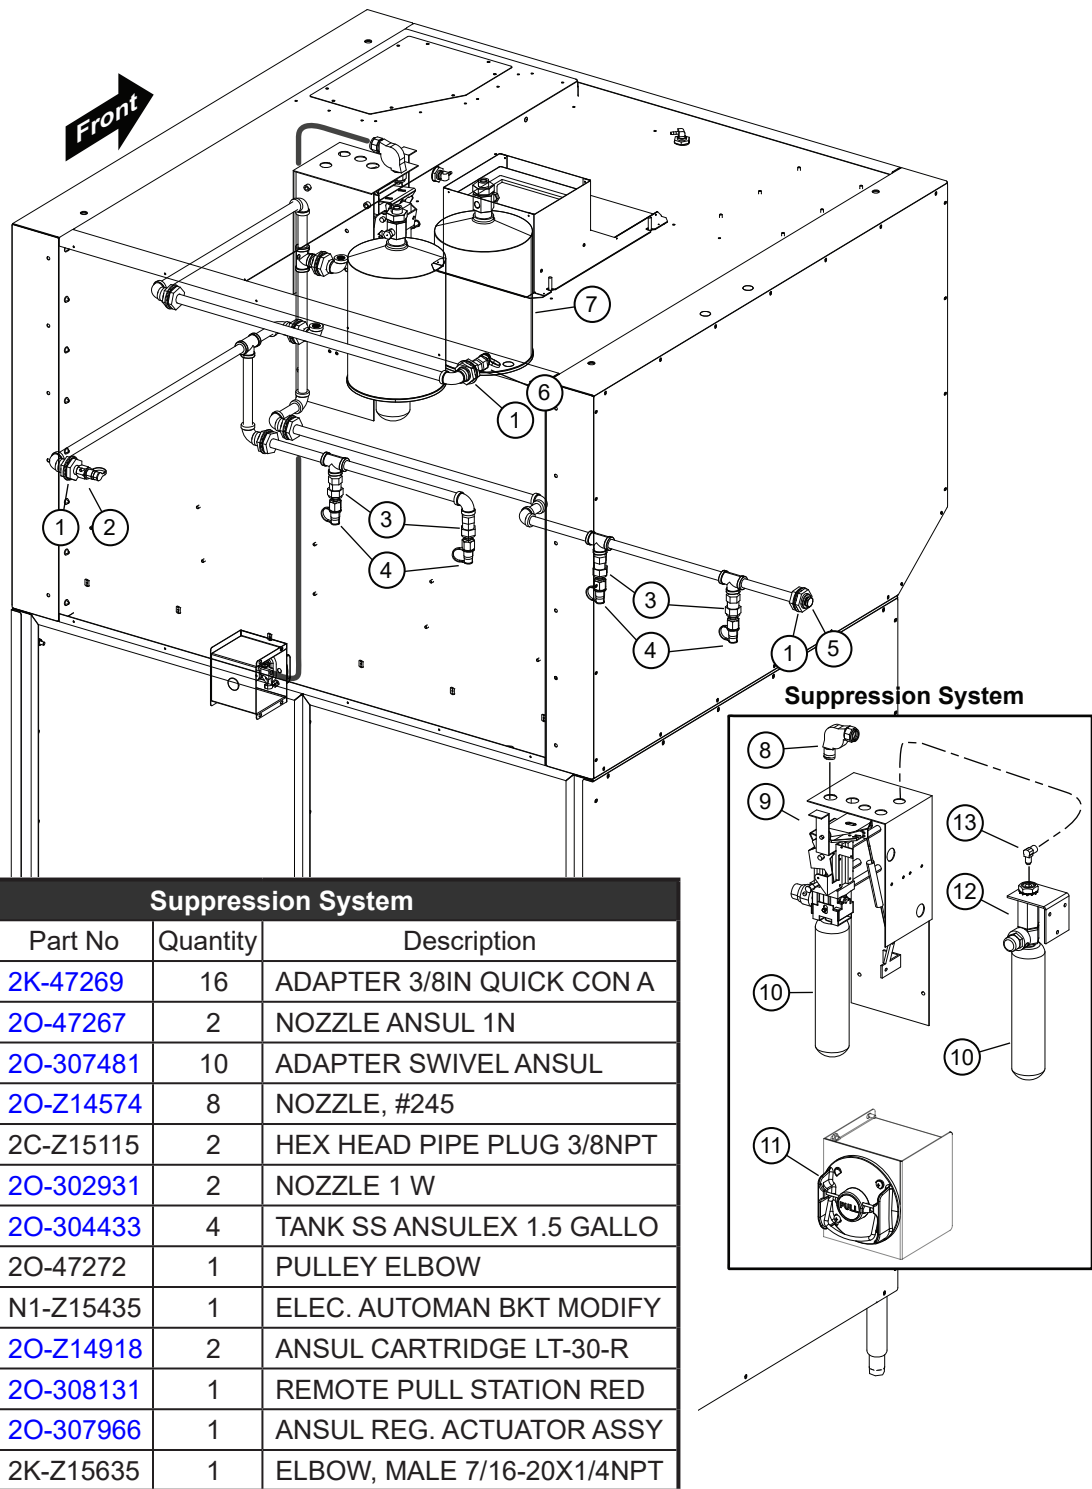 Front
7
6
1
1
2
3
4
3
4
1
5
Suppression System
8
9
13
12
10
10
11
PULL
Suppression System
Part No Quantity Description
2K-47269 16 ADAPTER 3/8IN QUICK CON A
2O-47267 2 NOZZLE ANSUL 1N
2O-307481 10 ADAPTER SWIVEL ANSUL
2O-Z14574 8 NOZZLE, #245
2C-Z15115 2 HEX HEAD PIPE PLUG 3/8NPT
2O-302931 2 NOZZLE 1 W
2O-304433 4 TANK SS ANSULEX 1.5 GALLO
2O-47272 1 PULLEY ELBOW
N1-Z15435 1 ELEC. AUTOMAN BKT MODIFY
2O-Z14918 2 ANSUL CARTRIDGE LT-30-R
2O-308131 1 REMOTE PULL STATION RED
2O-307966 1 ANSUL REG. ACTUATOR ASSY
2K-Z15635 1 ELBOW, MALE 7/16-20X1/4NPT